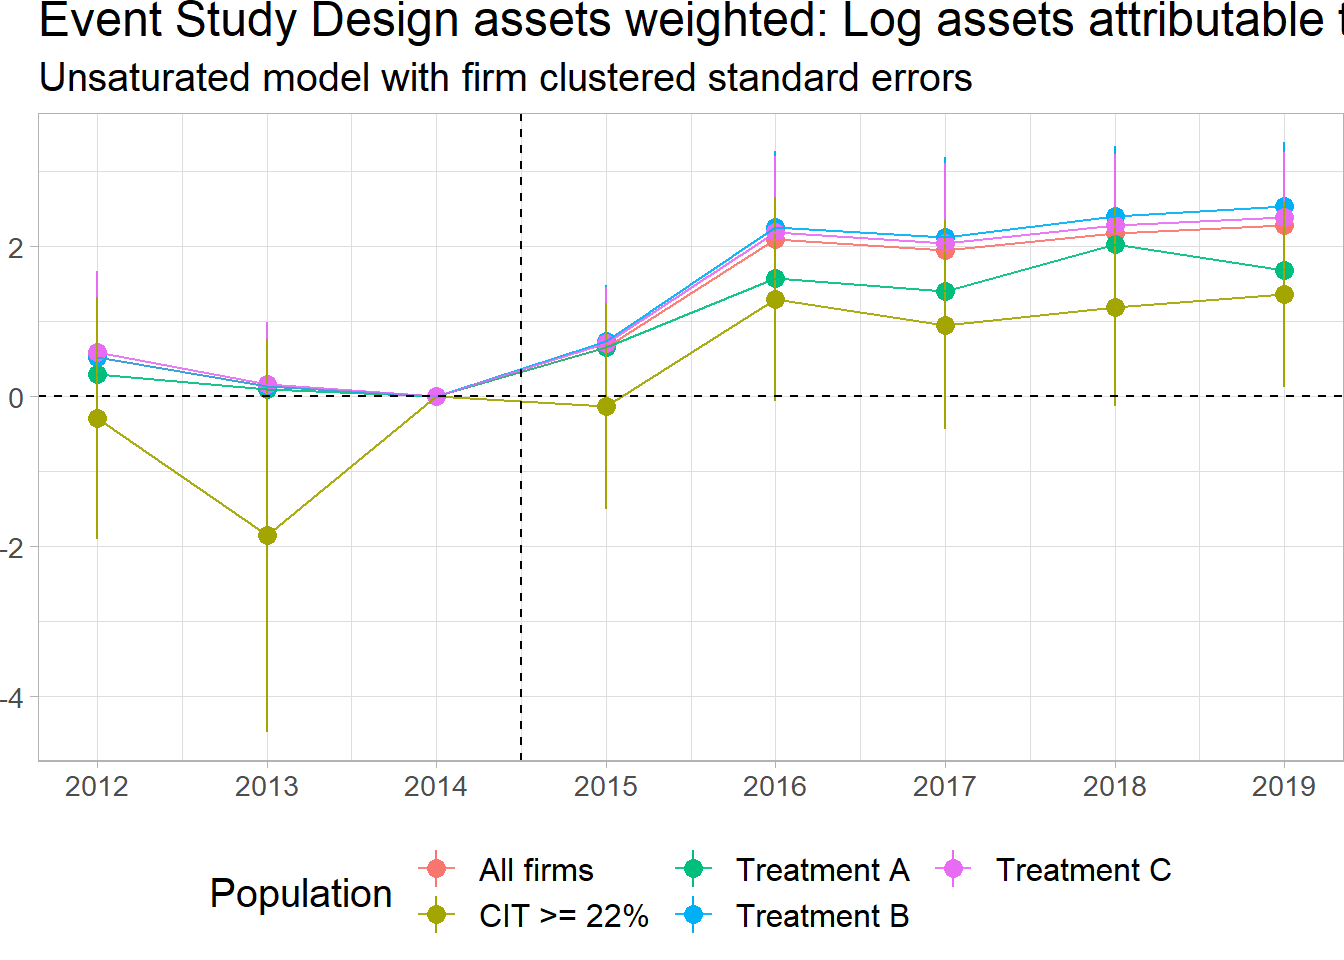 Event Study Design assets weighted: Log assets attributable
Unsaturated model with firm clustered standard errors
2
0
-2
-4
2012 2013 2014 2015 2016 2017 2018 2019
Population
All firms Treatment A Treatment C
CIT >= 22% Treatment B